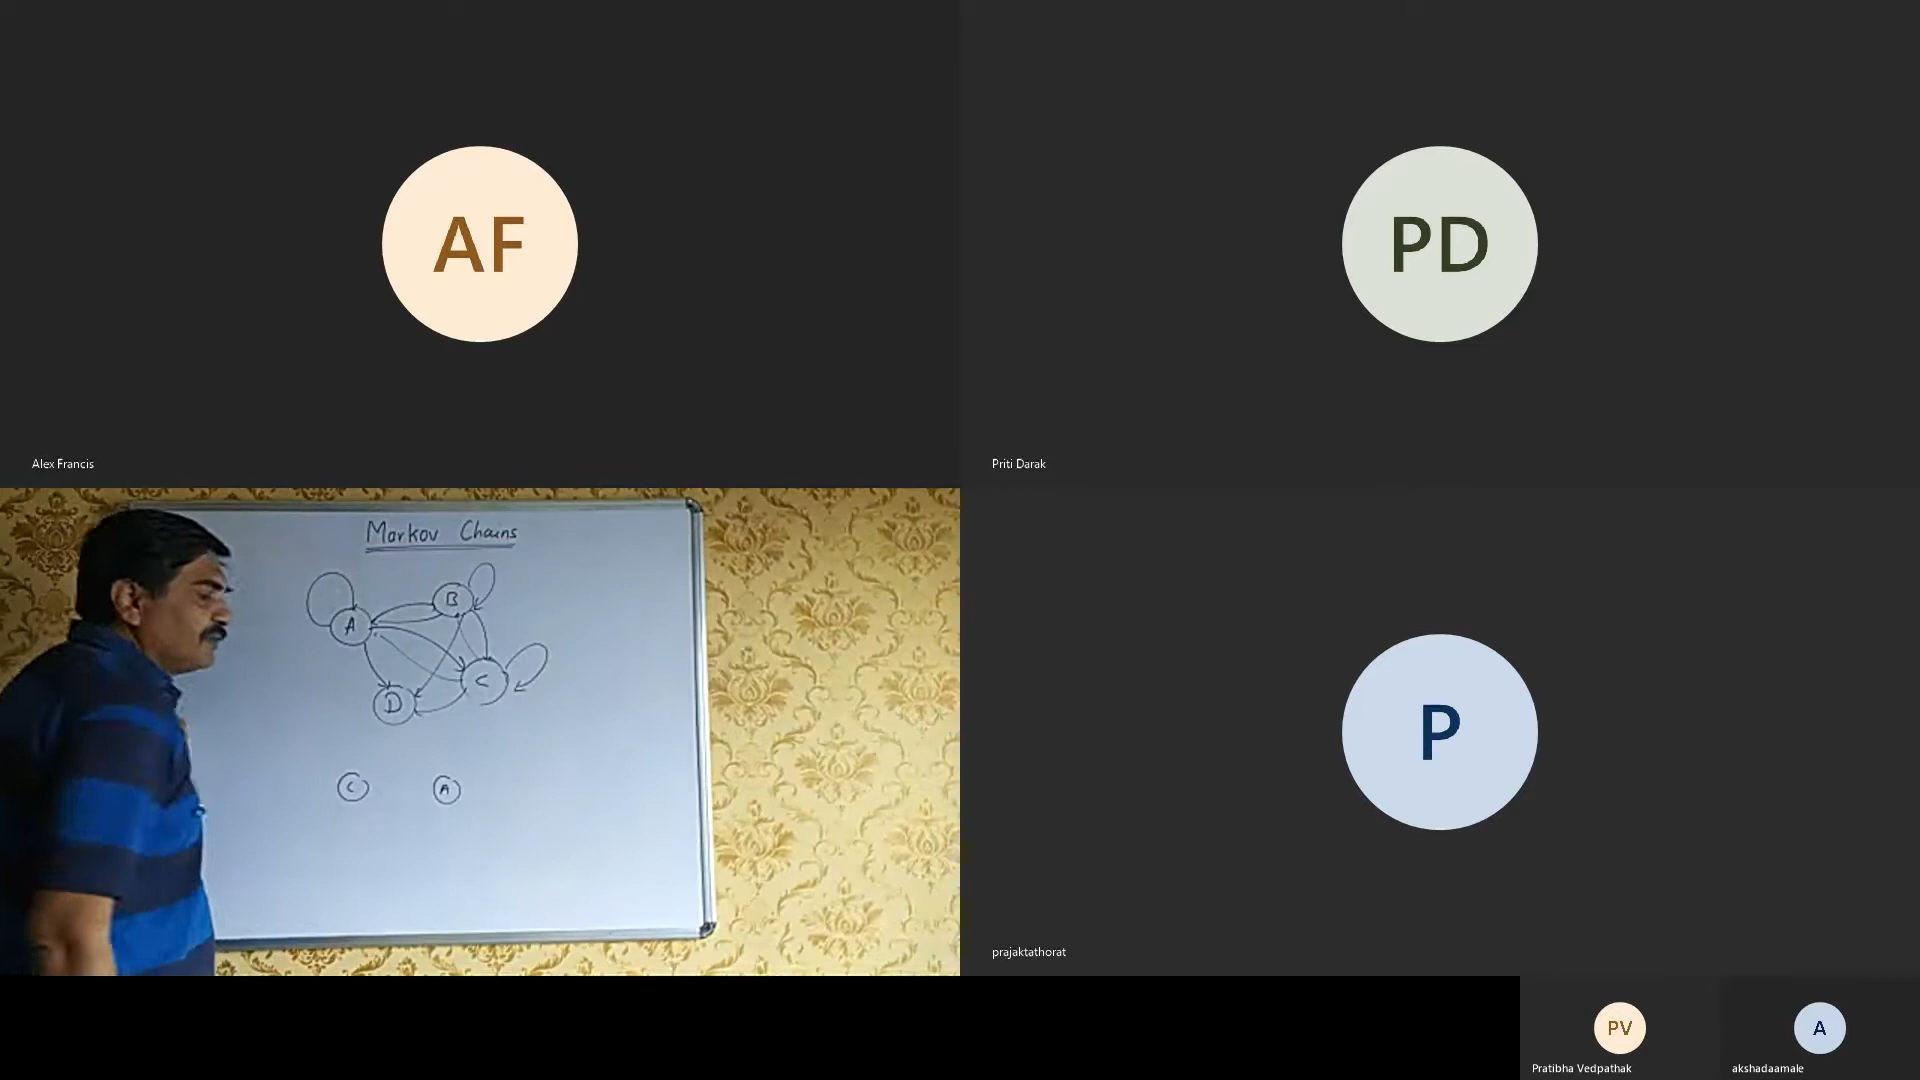 AF
PD
Alex Francis
Priti Darak
Markov Chains
B
A
C
D
C
A
P
prajaktathorat
PV
A
Pratibha Vedpathak
akshadaamale